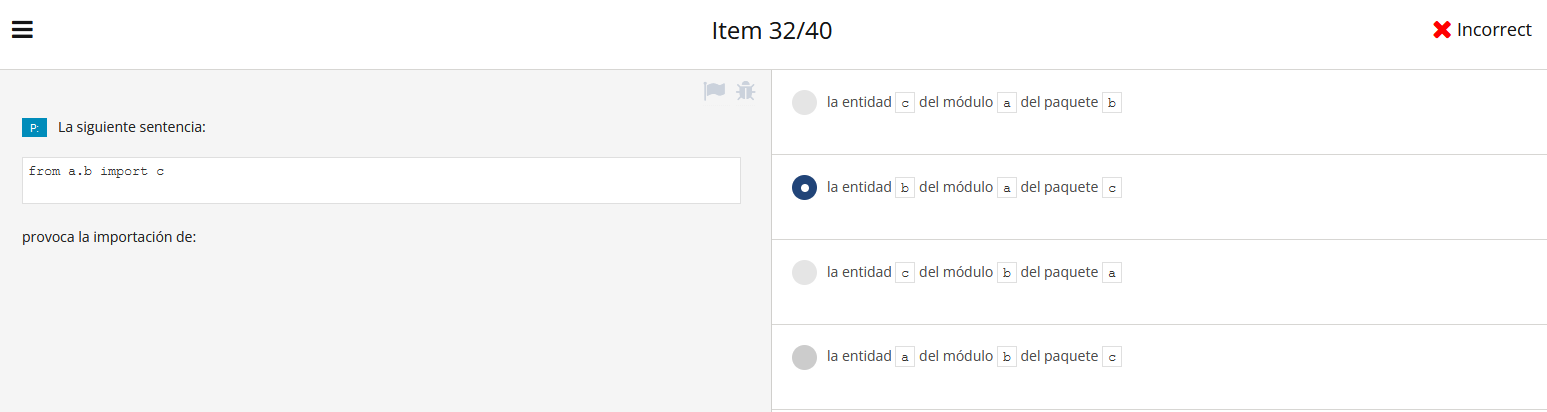 Item 32/40
Incorrect
P: La siguiente sentencia:
from a.b import c
provoca la importación de:
la entidad c del módulo a del paquete b
la entidad b del módulo a del paquete c
la entidad c del módulo b del paquete a
la entidad a del módulo b del paquete c